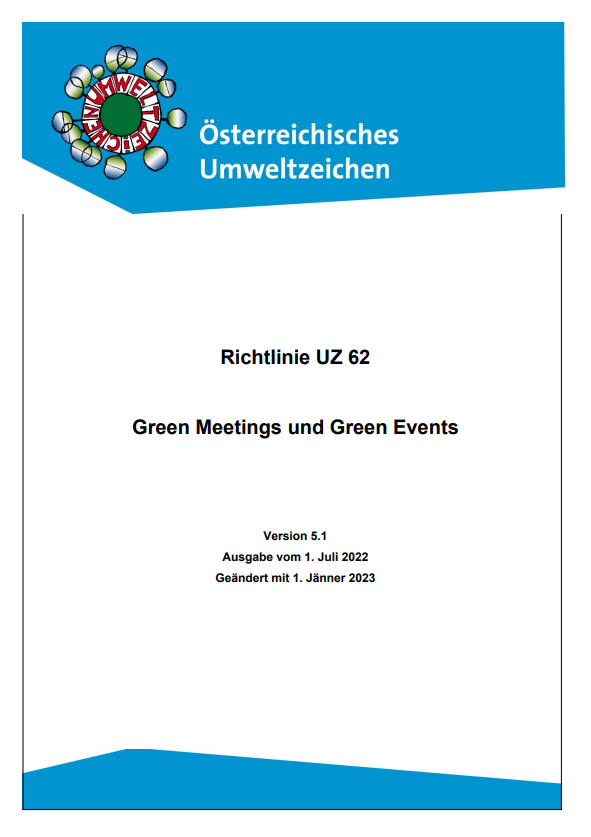 UMWELTZEICHEN
Österreichisches
Umweltzeichen
Richtlinie UZ 62
Green Meetings und Green Events
Version 5.1
Ausgabe vom 1. Juli 2022
Geändert mit 1. Jänner 2023